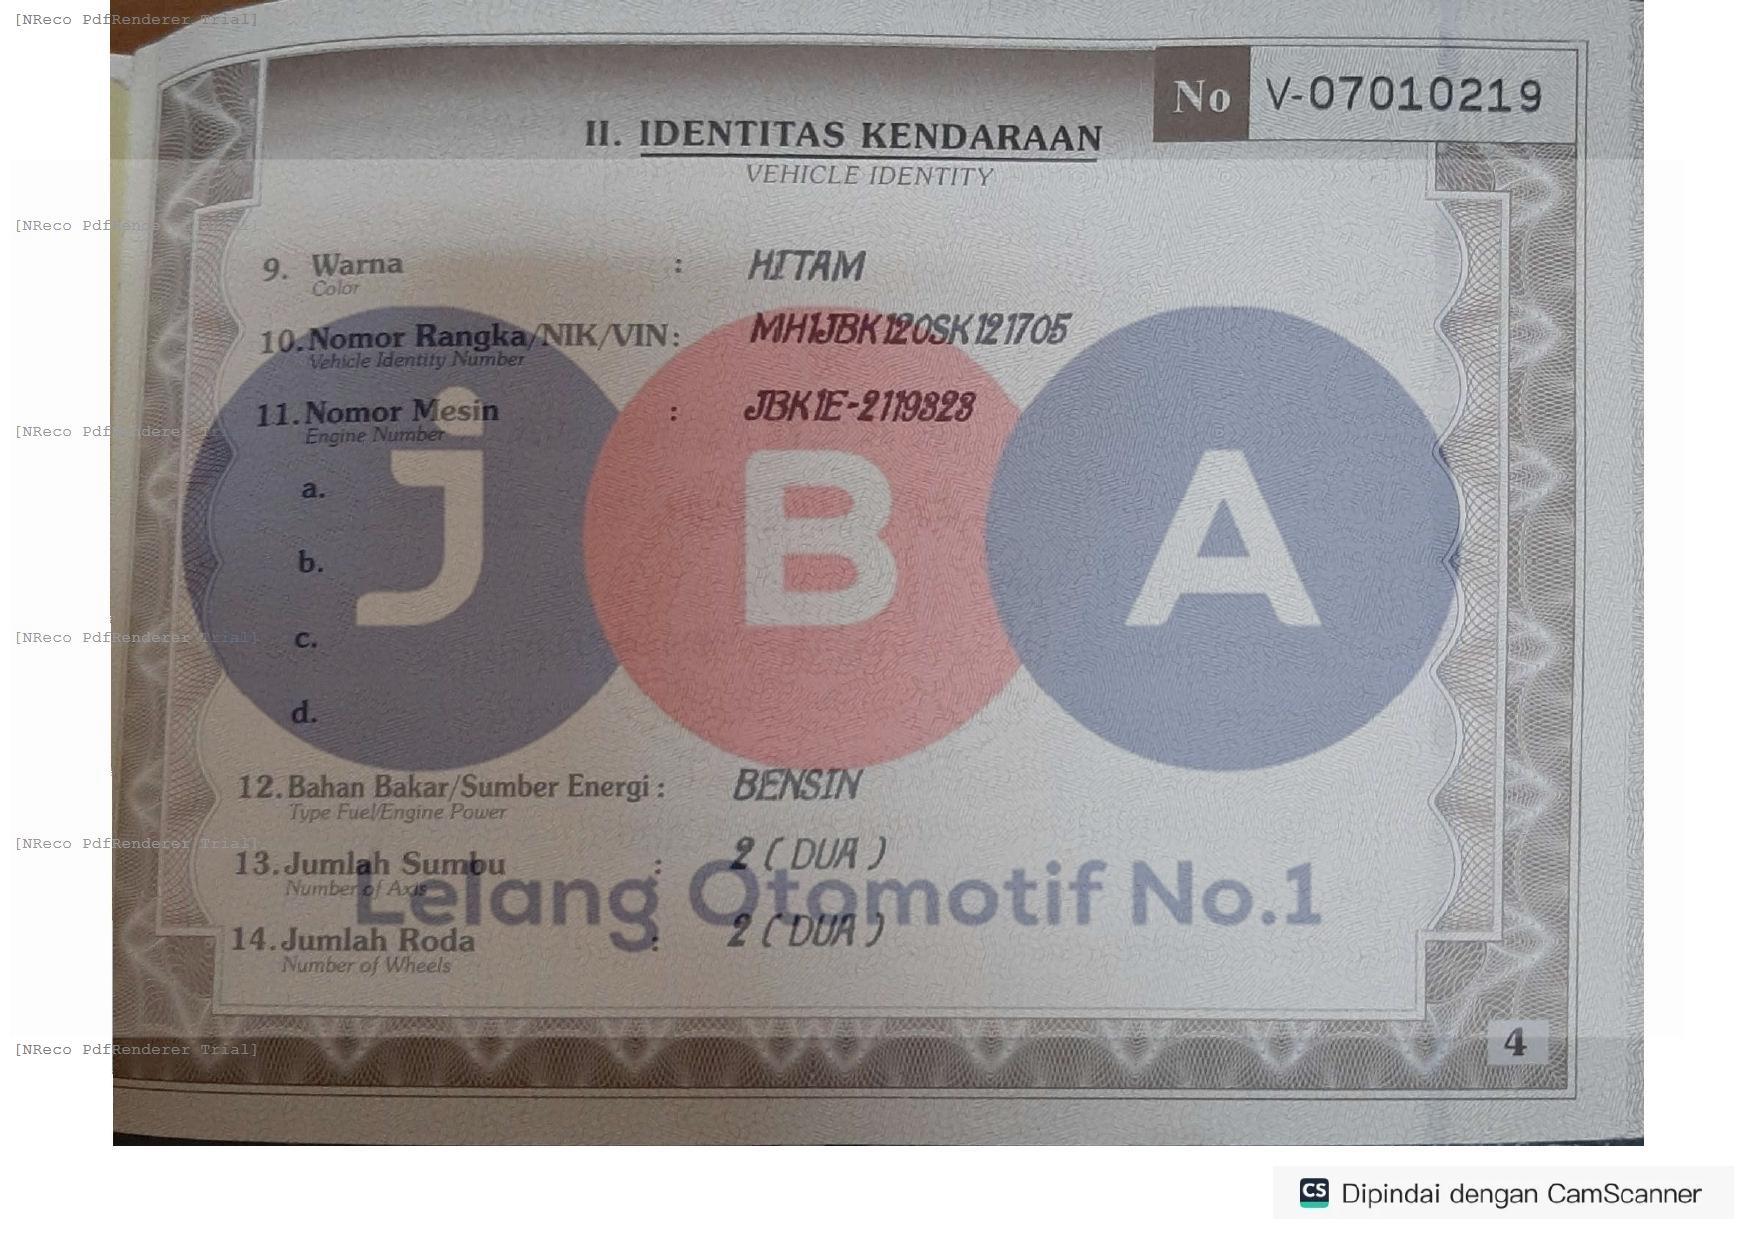 [NReco PdfRenderer Trial]
No V-07010219
II. IDENTITAS KENDARAAN
VEHICLE IDENTITY
[NReco PdfRenderer Trial]
9. Warna : HITAM
Color
10. Nomor Rangka/NIK/VIN : MH1JBK120SK121705
Vehicle Identity Number
11. Nomor Mesin : JBK1E-2119323
Engine Number
[NReco PdfRenderer Trial]
a.
b.
c.
d.
j B A
[NReco PdfRenderer Trial]
12. Bahan Bakar/Sumber Energi : BENSIN
Type Fuel/Engine Power
[NReco PdfRenderer Trial]
13. Jumlah Sumbu : 2 ( DUA )
Number of Axis
Lelang Otomotif No.1
14. Jumlah Roda : 2 ( DUA )
Number of Wheels
[NReco PdfRenderer Trial]
4
CS Dipindai dengan CamScanner